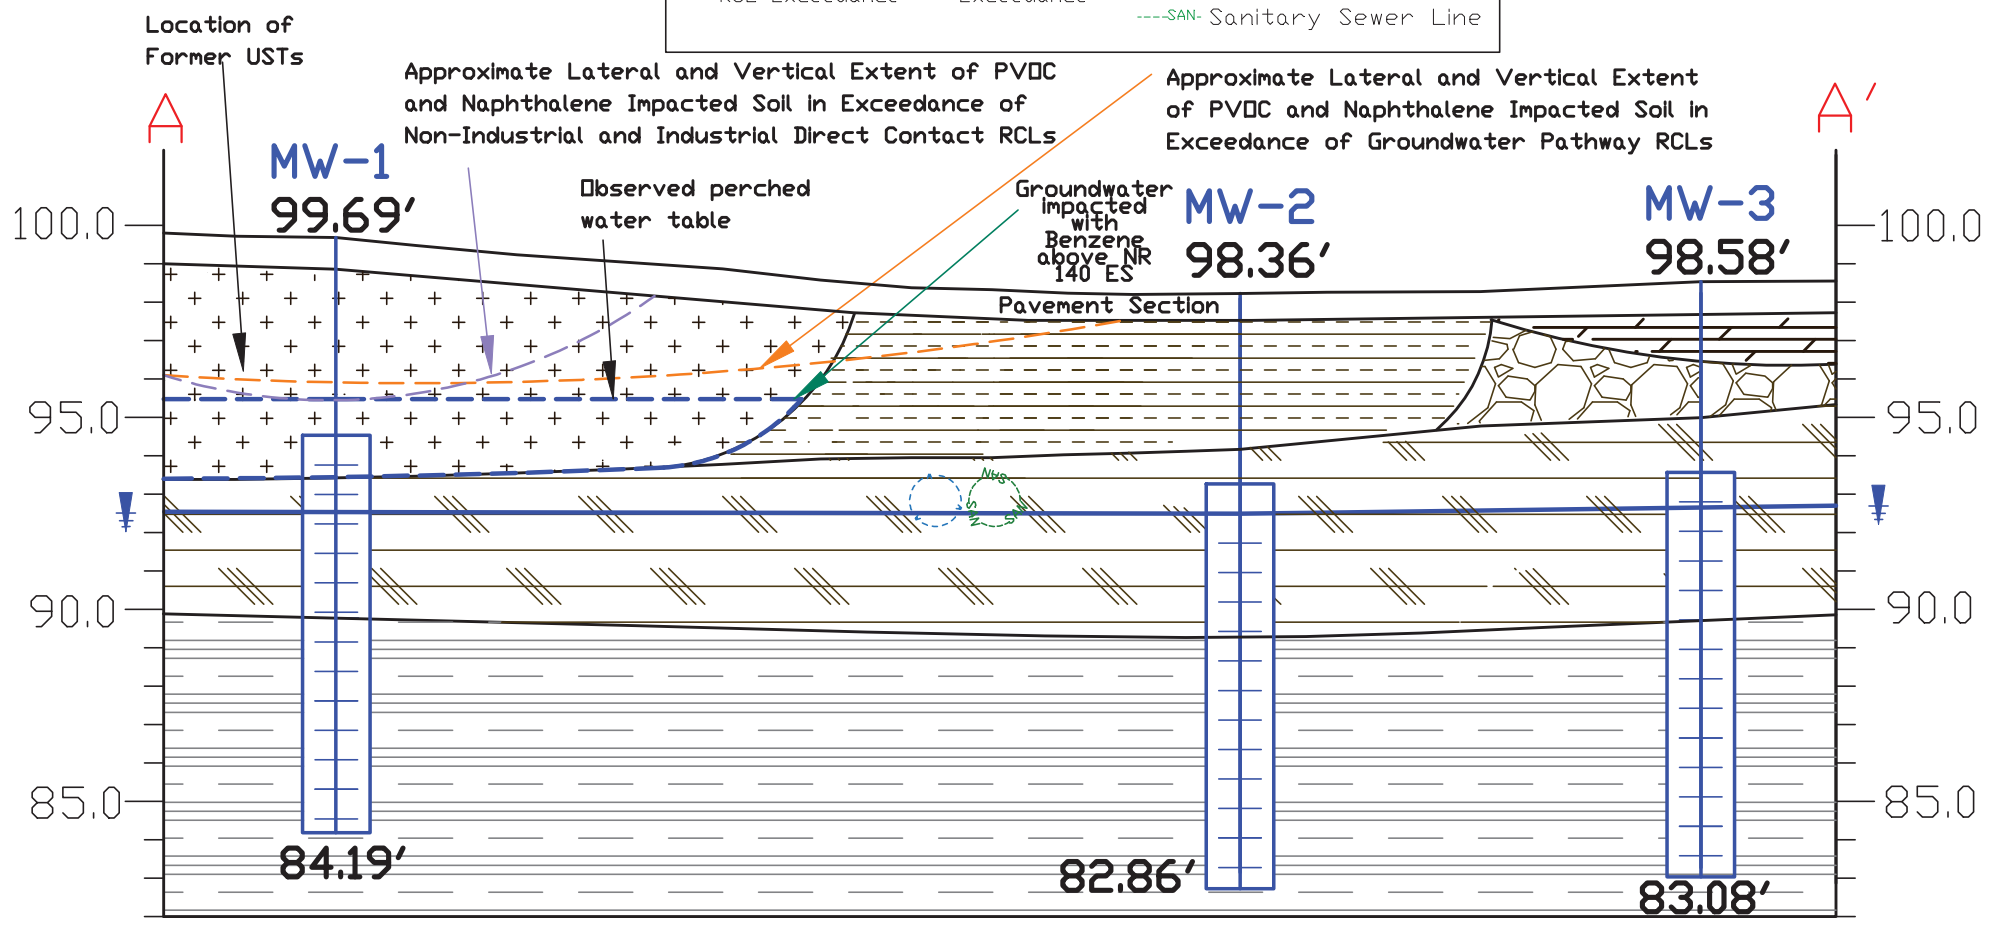 ----SAN- Sanitary Sewer Line
Location of
Former USTs
Approximate Lateral and Vertical Extent of PVOC
and Naphthalene Impacted Soil in Exceedance of
Non-Industrial and Industrial Direct Contact RCLs
Approximate Lateral and Vertical Extent
of PVOC and Naphthalene Impacted Soil in
Exceedance of Groundwater Pathway RCLs
A
A'
MW-1
99.69'
Observed perched
water table
Groundwater
impacted
with
Benzene
above NR
140 ES
MW-2
98.36'
MW-3
98.58'
Pavement Section
100.0
100.0
95.0
95.0
SAN
SAN
SAN
90.0
90.0
85.0
85.0
84.19'
82.86'
83.08'